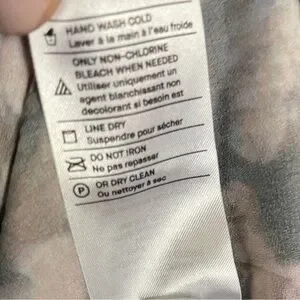 HAND WASH COLD
Laver à la main à l'eau froide
ONLY NON-CHLORINE
BLEACH WHEN NEEDED
Utiliser uniquement un
agent blanchissant non
decolorant si besoin est
LINE DRY
Suspendre pour sécher
DO NOT IRON
Ne pas repasser
P
OR DRY CLEAN
Ou nettoyer à sec